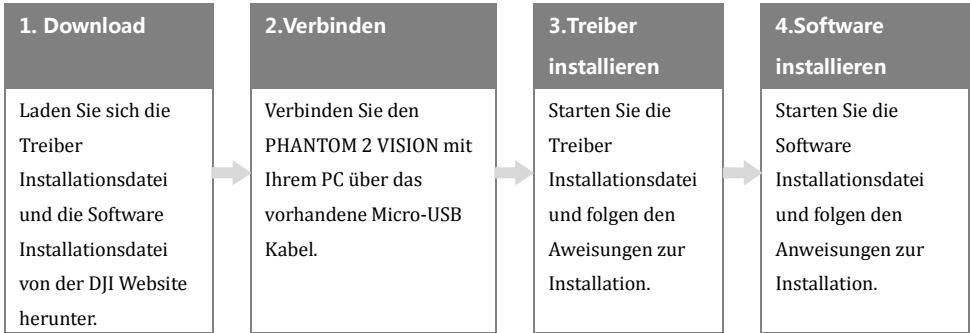 1. Download
Laden Sie sich die
Treiber
Installationsdatei
und die Software
Installationsdatei
von der DJI Website
herunter.
2.Verbinden
Verbinden Sie den
PHANTOM 2 VISION mit
Ihrem PC über das
vorhandene Micro-USB
Kabel.
3.Treiber
installieren
Starten Sie die
Treiber
Installationsdatei
und folgen den
Aweisungen zur
Installation.
4.Software
installieren
Starten Sie die
Software
Installationsdatei
und folgen den
Anweisungen zur
Installation.